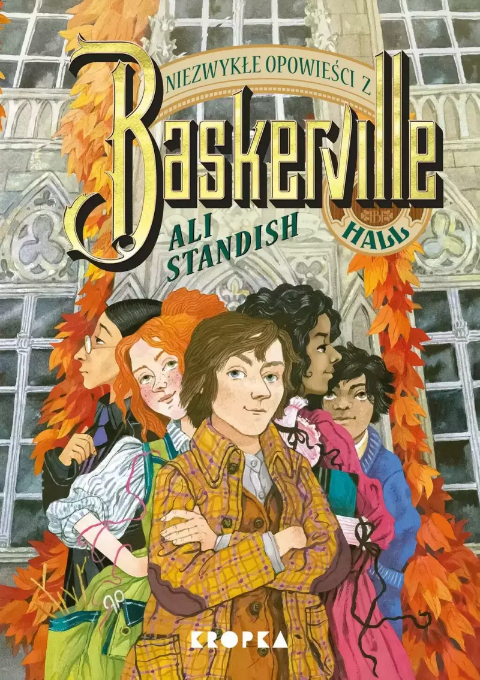 NIEZWYKŁE OPOWIEŚCI Z
BASKERVILLE
HALL
ALI
STANDISH
KROPKA